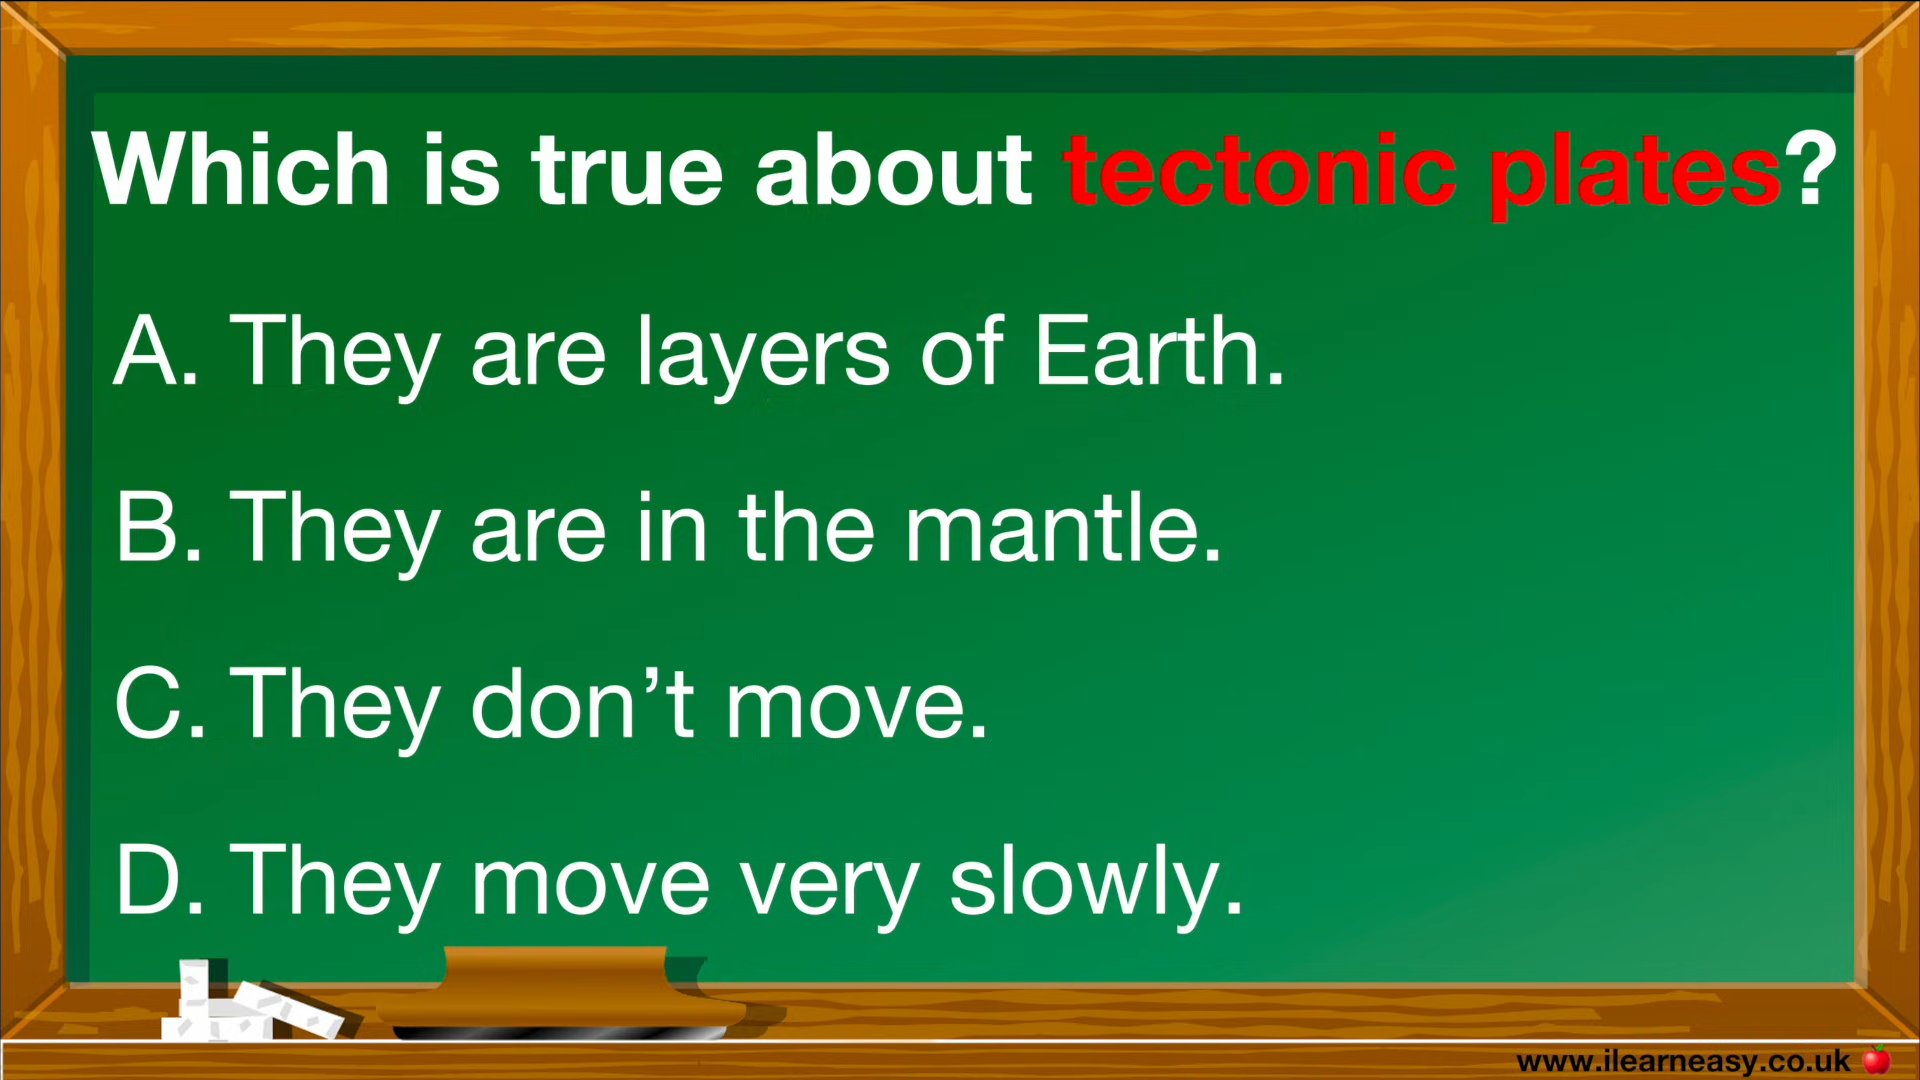 Which is true about tectonic plates?
A. They are layers of Earth.
B. They are in the mantle.
C. They don’t move.
D. They move very slowly.
www.ilearneasy.co.uk